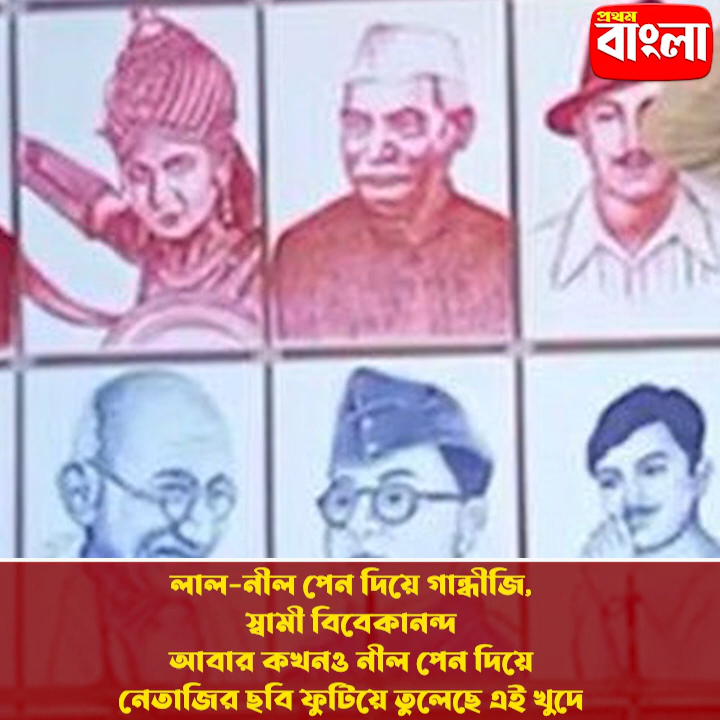 প্রথম
বাংলা
লাল-নীল পেন দিয়ে গান্ধীজি,
স্বামী বিবেকানন্দ
আবার কখনও নীল পেন দিয়ে
নেতাজির ছবি ফুটিয়ে তুলেছে এই খুদে